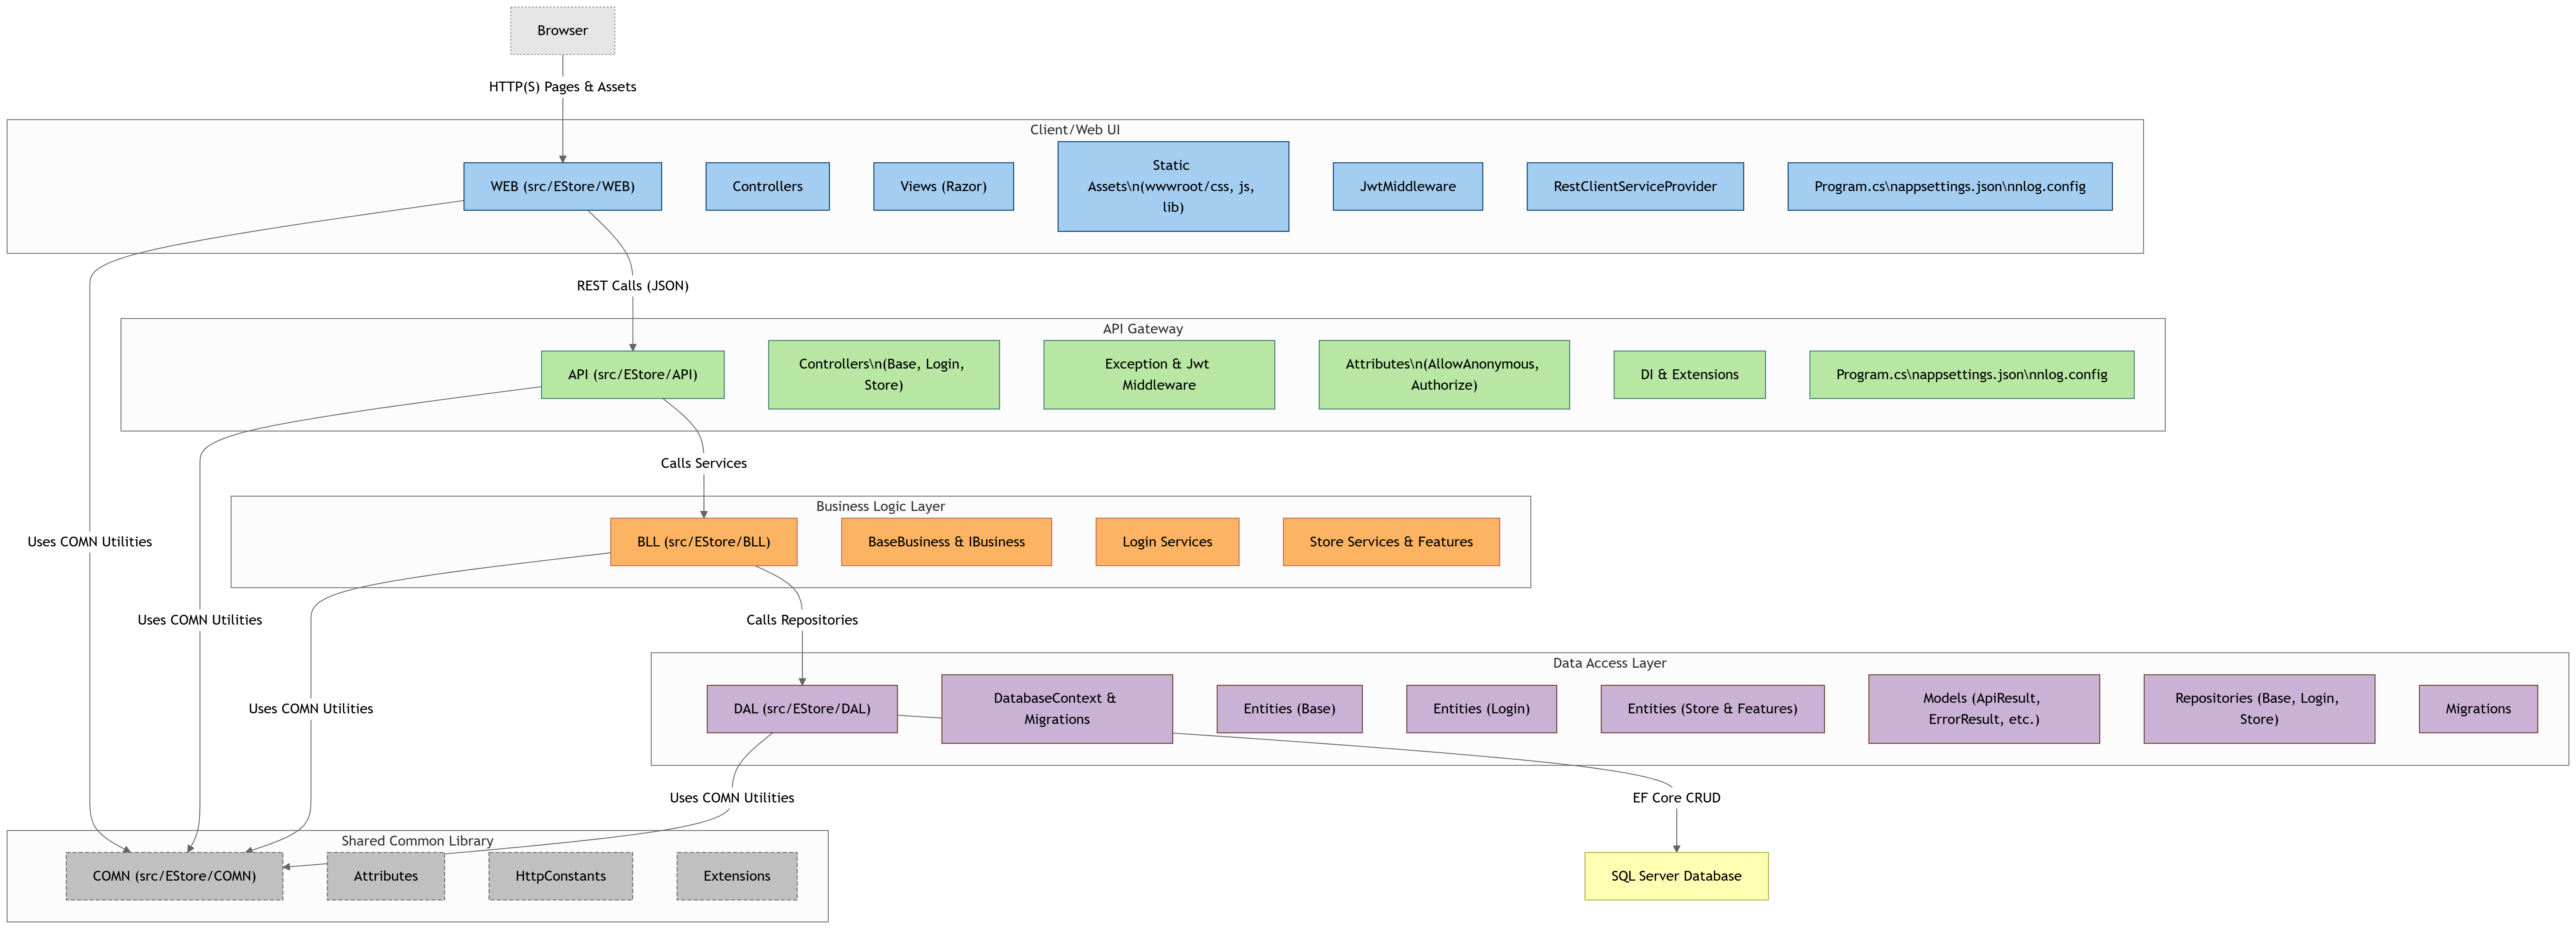 Browser
HTTP(S) Pages & Assets
Client/Web UI
WEB (src/EStore/WEB)
Controllers
Views (Razor)
Static
Assets\n(wwwroot/css, js,
lib)
JwtMiddleware
RestClientServiceProvider
Program.cs\nappsettings.json\nnlog.config
REST Calls (JSON)
API Gateway
API (src/EStore/API)
Controllers\n(Base, Login,
Store)
Exception & Jwt
Middleware
Attributes\n(AllowAnonymous,
Authorize)
DI & Extensions
Program.cs\nappsettings.json\nnlog.config
Calls Services
Business Logic Layer
BLL (src/EStore/BLL)
BaseBusiness & IBusiness
Login Services
Store Services & Features
Uses COMN Utilities
Uses COMN Utilities
Calls Repositories
Uses COMN Utilities
Data Access Layer
DAL (src/EStore/DAL)
DatabaseContext &
Migrations
Entities (Base)
Entities (Login)
Entities (Store & Features)
Models (ApiResult,
ErrorResult, etc.)
Repositories (Base, Login,
Store)
Migrations
Uses COMN Utilities
EF Core CRUD
Shared Common Library
COMN (src/EStore/COMN)
Attributes
HttpConstants
Extensions
SQL Server Database